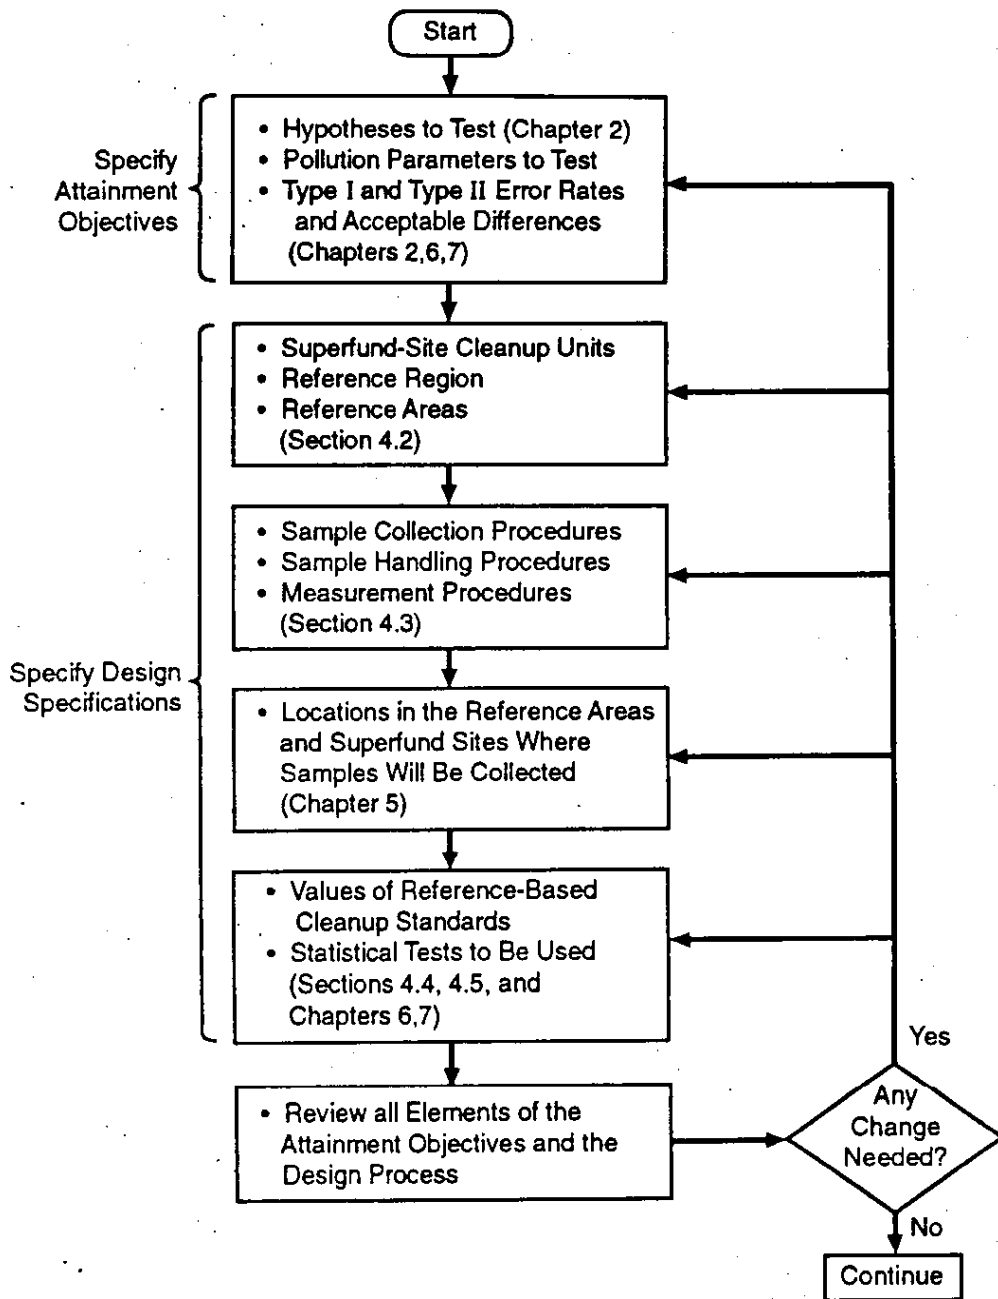 Start
Specify
Attainment
Objectives
• Hypotheses to Test (Chapter 2)
• Pollution Parameters to Test
• Type I and Type II Error Rates
and Acceptable Differences
(Chapters 2,6,7)
• Superfund-Site Cleanup Units
• Reference Region
• Reference Areas
(Section 4.2)
• Sample Collection Procedures
• Sample Handling Procedures
• Measurement Procedures
(Section 4.3)
Specify Design
Specifications
• Locations in the Reference Areas
and Superfund Sites Where
Samples Will Be Collected
(Chapter 5)
• Values of Reference-Based
Cleanup Standards
• Statistical Tests to Be Used
(Sections 4.4, 4.5, and
Chapters 6,7)
• Review all Elements of the
Attainment Objectives and the
Design Process
Yes
Any
Change
Needed?
No
Continue